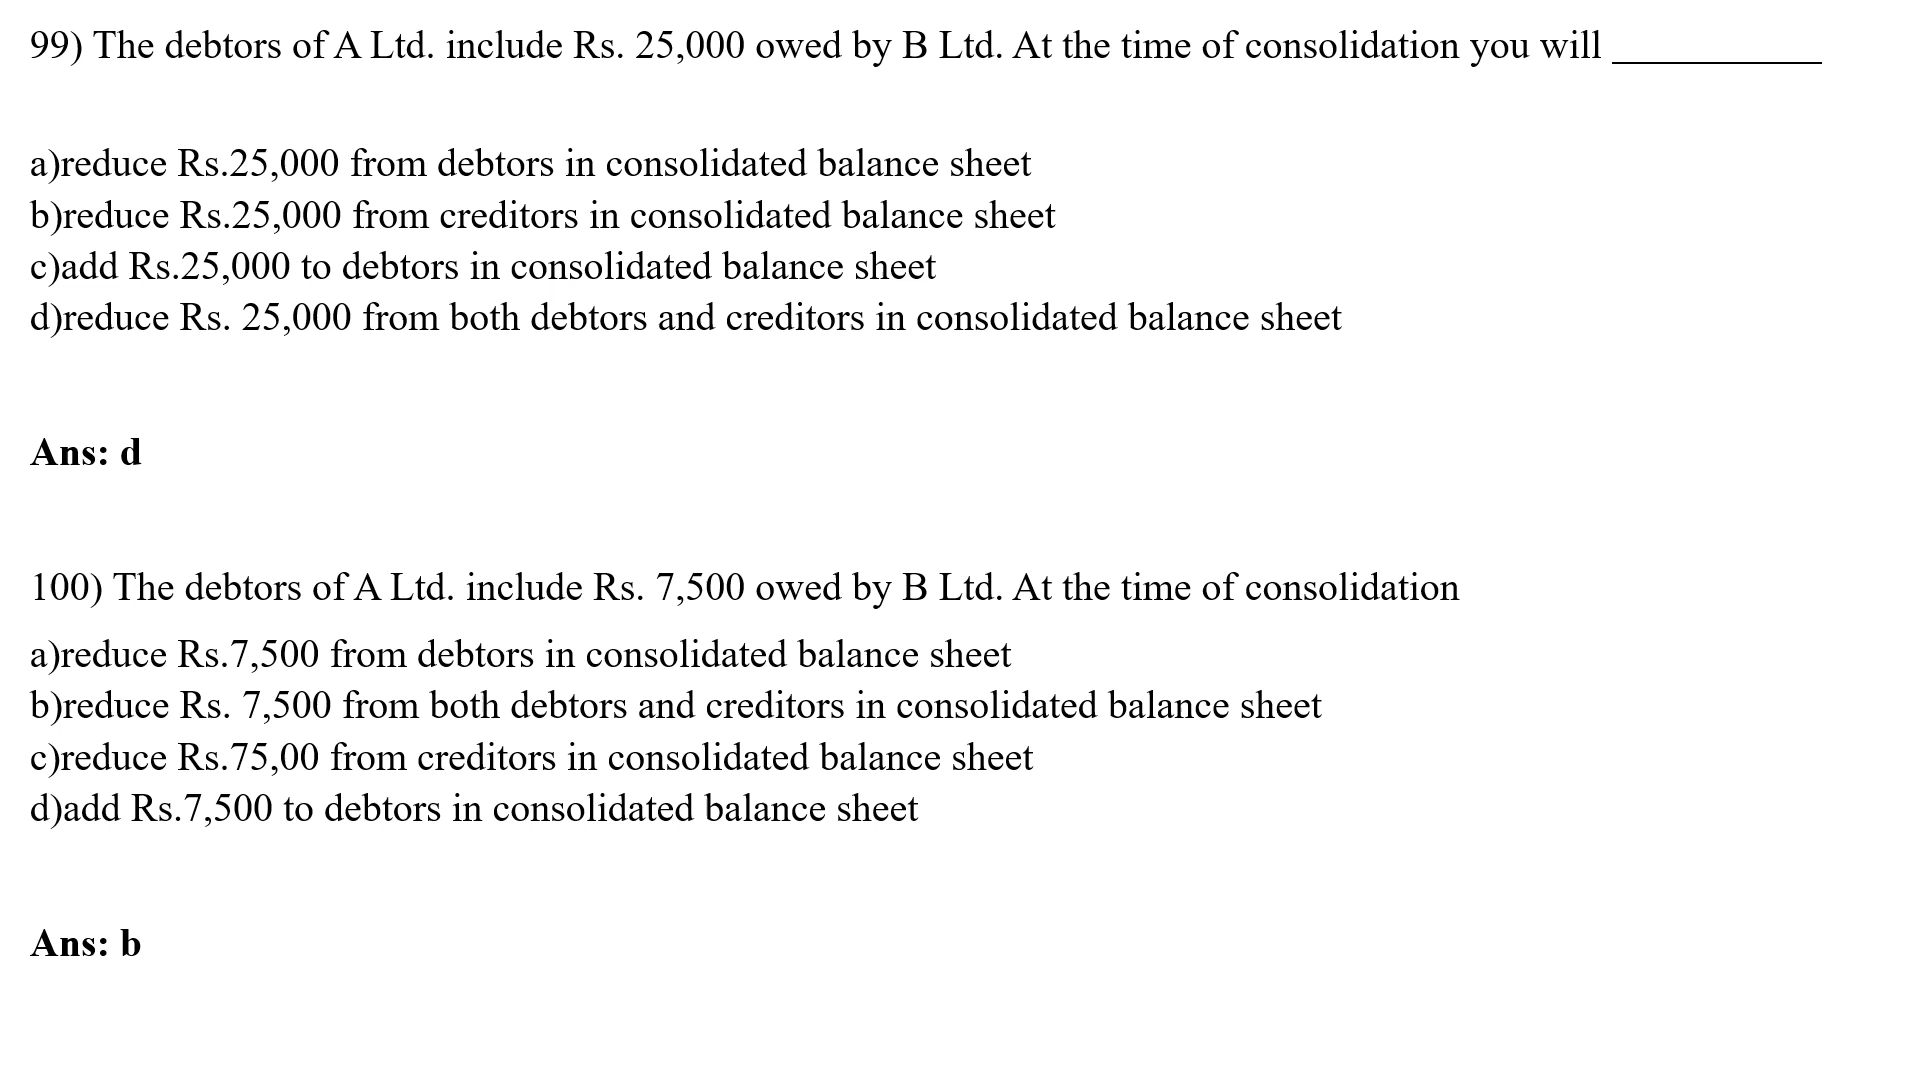 99) The debtors of A Ltd. include Rs. 25,000 owed by B Ltd. At the time of consolidation you will ___________
a)reduce Rs.25,000 from debtors in consolidated balance sheet
b)reduce Rs.25,000 from creditors in consolidated balance sheet
c)add Rs.25,000 to debtors in consolidated balance sheet
d)reduce Rs. 25,000 from both debtors and creditors in consolidated balance sheet
Ans: d
100) The debtors of A Ltd. include Rs. 7,500 owed by B Ltd. At the time of consolidation
a)reduce Rs.7,500 from debtors in consolidated balance sheet
b)reduce Rs. 7,500 from both debtors and creditors in consolidated balance sheet
c)reduce Rs.75,00 from creditors in consolidated balance sheet
d)add Rs.7,500 to debtors in consolidated balance sheet
Ans: b